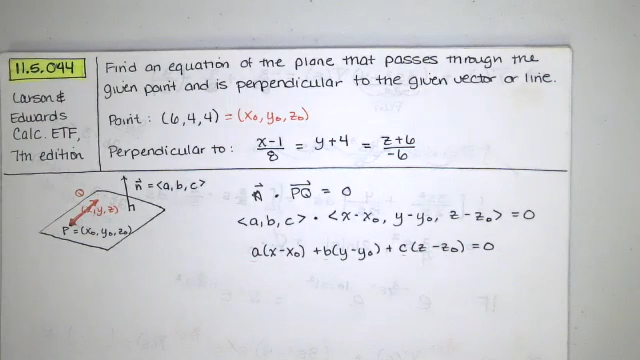 11.5.044
Larson &
Edwards
Calc. ETF,
7th edition
Find an equation of the plane that passes through the
given point and is perpendicular to the given vector or line.
Point: (6,4,4) = (x₀, y₀, z₀)
Perpendicular to: (x-1)/8 = y+4 = (z+6)/-6
n⃗ = <a,b,c>
Q
(x,y,z)
P = (x₀, y₀, z₀)
n⃗ · PQ⃗ = 0
<a,b,c> · <x-x₀, y-y₀, z-z₀> = 0
a(x-x₀) + b(y-y₀) + c(z-z₀) = 0